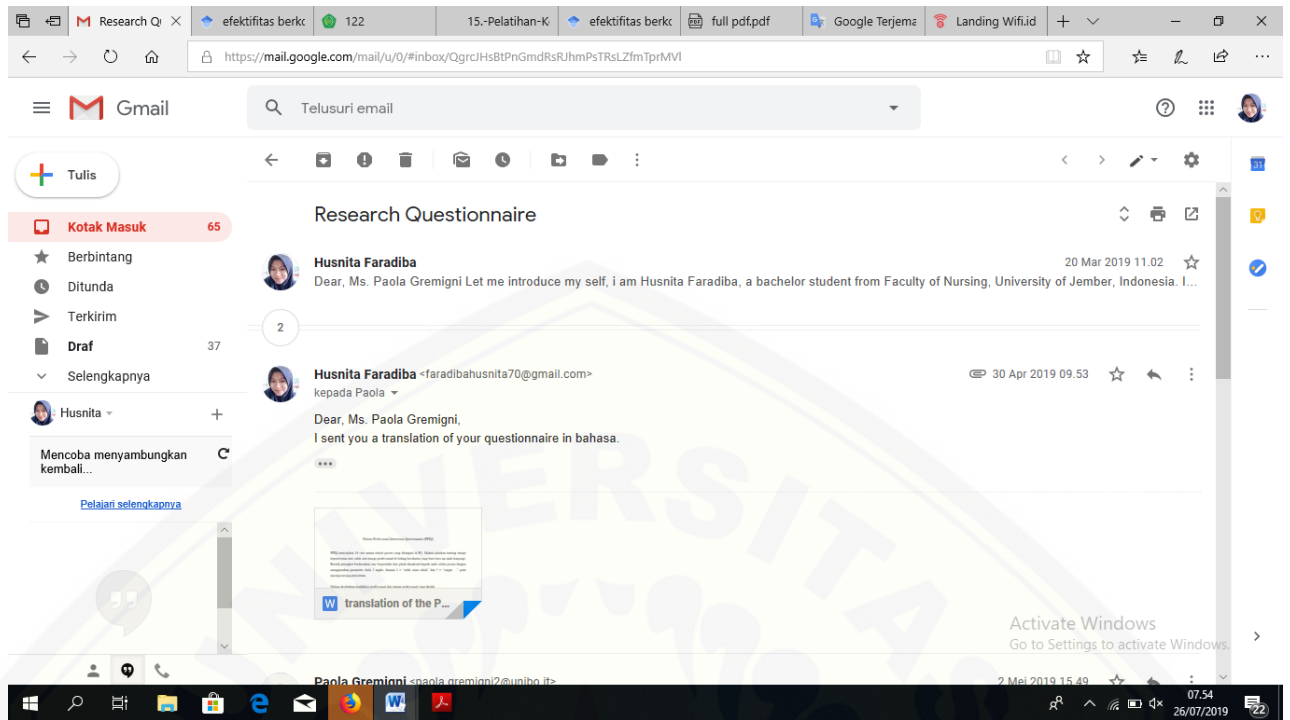 Research Qu
efektifitas berkc
122
15.-Pelatihan-K
efektifitas berkc
full pdf.pdf
Google Terjema
Landing Wifi.id
https://mail.google.com/mail/u/0/#inbox/QgrcJHsBtPnGmdRsRJhmPsTRsLZfmTprMVl
Gmail
Telusuri email
Tulis
Kotak Masuk 65
Berbintang
Ditunda
Terkirim
Draf 37
Selengkapnya
Husnita
Mencoba menyambungkan
kembali...
Pelajari selengkapnya
31
Research Questionnaire
Husnita Faradiba 20 Mar 2019 11.02
Dear, Ms. Paola Gremigni Let me introduce my self, i am Husnita Faradiba, a bachelor student from Faculty of Nursing, University of Jember, Indonesia. I...
2
Husnita Faradiba <faradibahusnita70@gmail.com> 30 Apr 2019 09.53
kepada Paola
Dear, Ms. Paola Gremigni,
I sent you a translation of your questionnaire in bahasa.
W translation of the P...
Paola Gremigni <paola.gremigni2@unibo.it> 2 Mei 2019 15.49
Activate Windows
Go to Settings to activate Windows.
UNIVERSITAS
07.54
26/07/2019
22